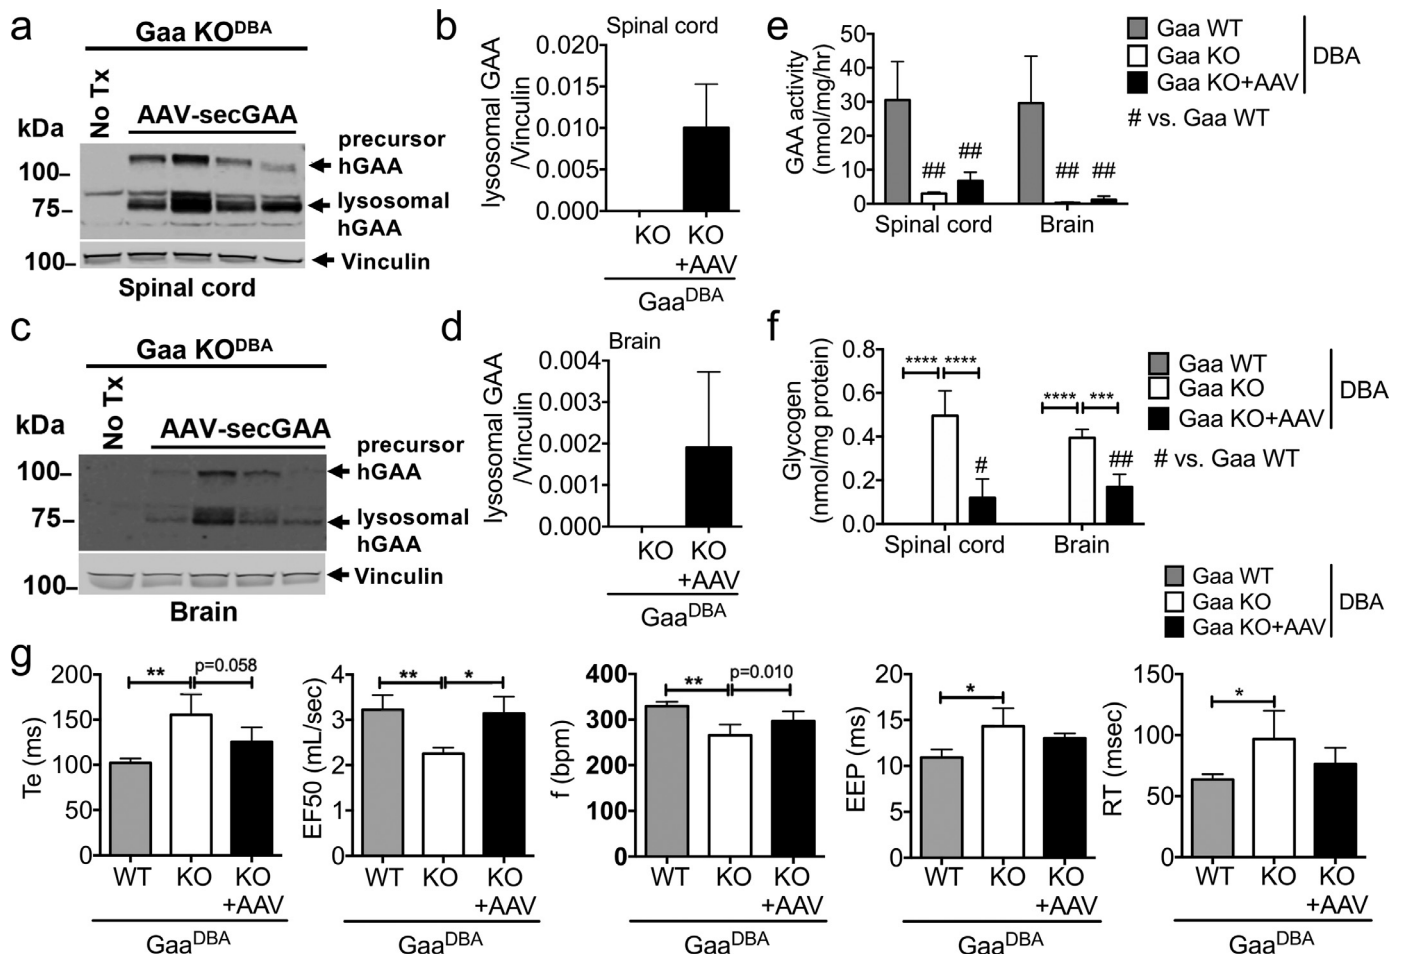 a
Gaa KODBA
No Tx
AAV-secGAA
kDa
100–
75–
100–
precursor
hGAA
lysosomal
hGAA
Vinculin
Spinal cord
b
Spinal cord
lysosomal GAA
/Vinculin
0.020
0.015
0.010
0.005
0.000
KO KO
+AAV
GaaDBA
e
GAA activity
(nmol/mg/hr)
50
40
30
20
10
0
## ## ## ##
Spinal cord Brain
Gaa WT
Gaa KO
Gaa KO+AAV
DBA
# vs. Gaa WT
c
Gaa KODBA
No Tx
AAV-secGAA
kDa
100–
75–
100–
precursor
hGAA
lysosomal
hGAA
Vinculin
Brain
d
Brain
lysosomal GAA
/Vinculin
0.004
0.003
0.002
0.001
0.000
KO KO
+AAV
GaaDBA
f
Glycogen
(nmol/mg protein)
0.8
0.6
0.4
0.2
0.0
**** ****
**** ***
# ##
Spinal cord Brain
Gaa WT
Gaa KO
Gaa KO+AAV
DBA
# vs. Gaa WT
Gaa WT
Gaa KO
Gaa KO+AAV
DBA
g
Te (ms)
200
150
100
50
0
** p=0.058
WT KO KO
+AAV
GaaDBA
EF50 (mL/sec)
4
3
2
1
0
** *
WT KO KO
+AAV
GaaDBA
f (bpm)
400
300
200
100
0
** p=0.010
WT KO KO
+AAV
GaaDBA
EEP (ms)
20
15
10
5
0
*
WT KO KO
+AAV
GaaDBA
RT (msec)
150
100
50
0
*
WT KO KO
+AAV
GaaDBA